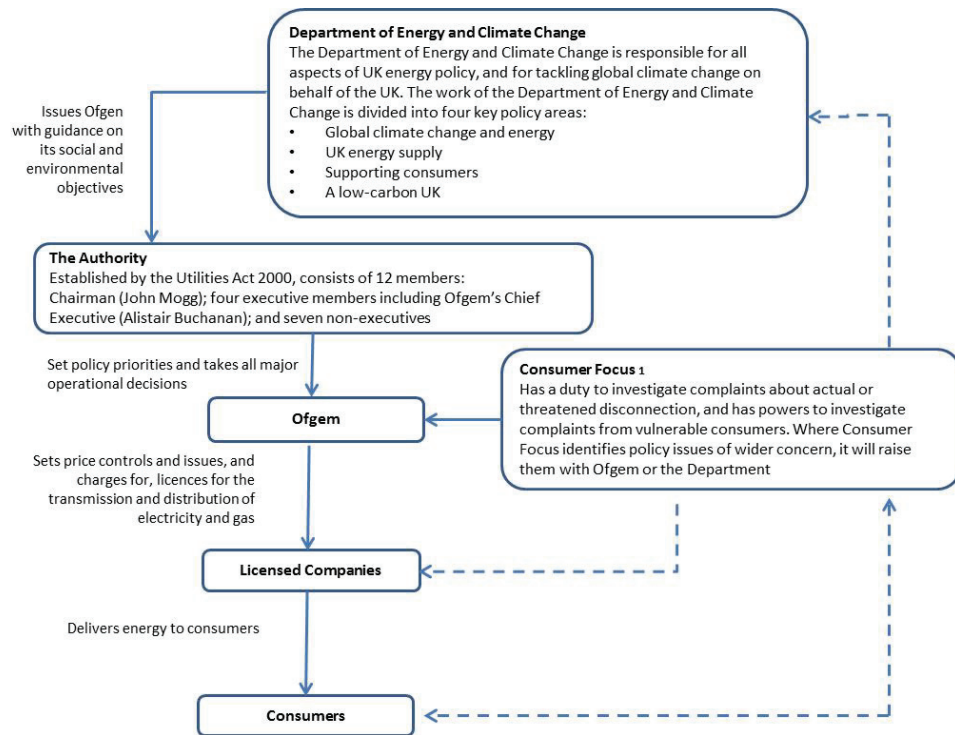 Department of Energy and Climate Change
The Department of Energy and Climate Change is responsible for all
aspects of UK energy policy, and for tackling global climate change on
behalf of the UK. The work of the Department of Energy and Climate
Change is divided into four key policy areas:
• Global climate change and energy
• UK energy supply
• Supporting consumers
• A low-carbon UK
Issues Ofgen
with guidance on
its social and
environmental
objectives
The Authority
Established by the Utilities Act 2000, consists of 12 members:
Chairman (John Mogg); four executive members including Ofgem's Chief
Executive (Alistair Buchanan); and seven non-executives
Set policy priorities and takes all major
operational decisions
Consumer Focus 1
Has a duty to investigate complaints about actual or
threatened disconnection, and has powers to investigate
complaints from vulnerable consumers. Where Consumer
Focus identifies policy issues of wider concern, it will raise
them with Ofgem or the Department
Ofgem
Sets price controls and issues, and
charges for, licences for the
transmission and distribution of
electricity and gas
Licensed Companies
Delivers energy to consumers
Consumers